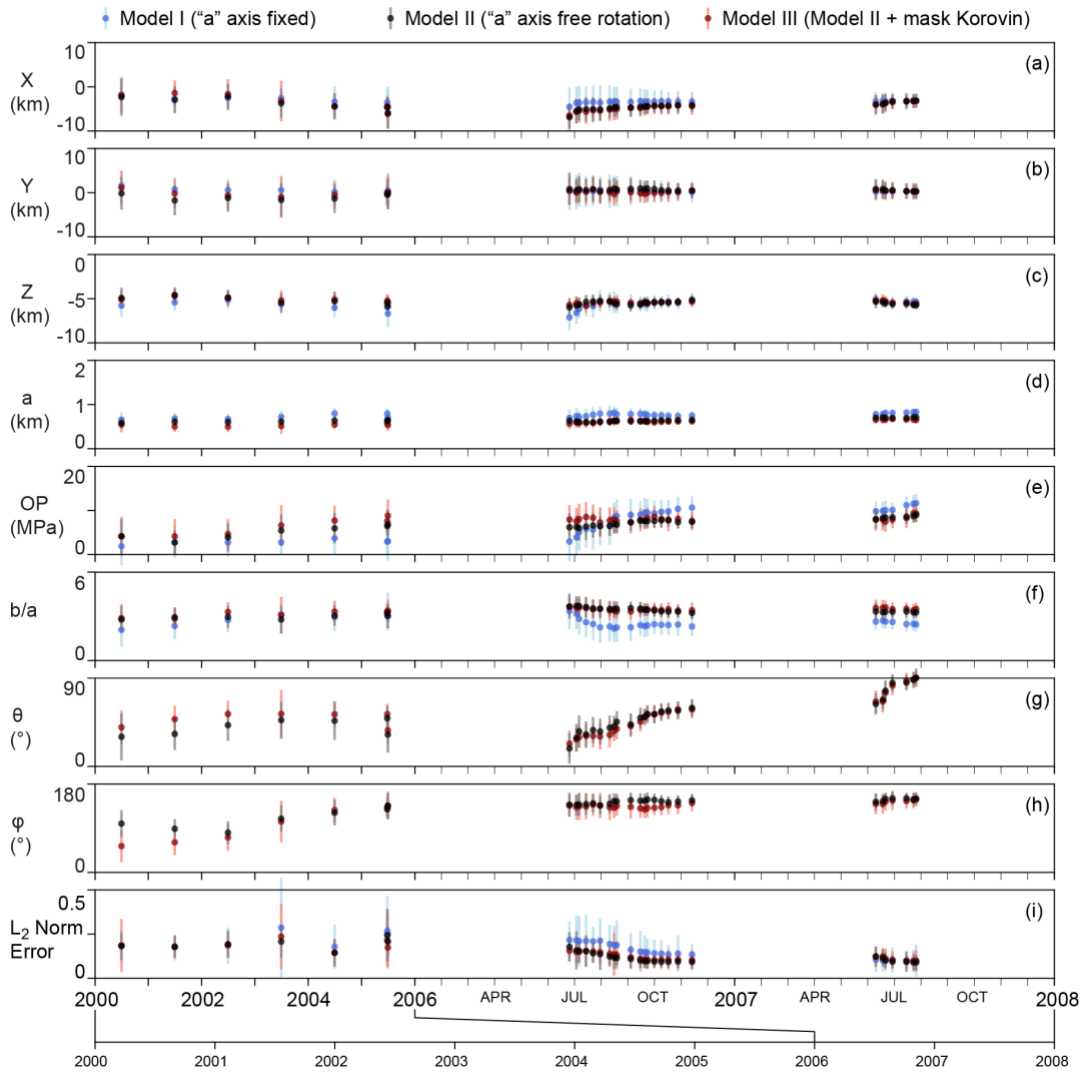 Model I (“a” axis fixed) Model II (“a” axis free rotation) Model III (Model II + mask Korovin)
10 (a)
X 0
(km)
-10
10 (b)
Y 0
(km)
-10
0 (c)
Z -5
(km)
-10
2 (d)
a 1
(km)
0
20 (e)
OP
(MPa)
0
6 (f)
b/a
0
90 (g)
θ
(°)
0
180 (h)
φ
(°)
0
0.5 (i)
L2 Norm
Error
0
2000 2002 2004 2006 APR JUL OCT 2007 APR JUL OCT 2008
2000 2001 2002 2003 2004 2005 2006 2007 2008